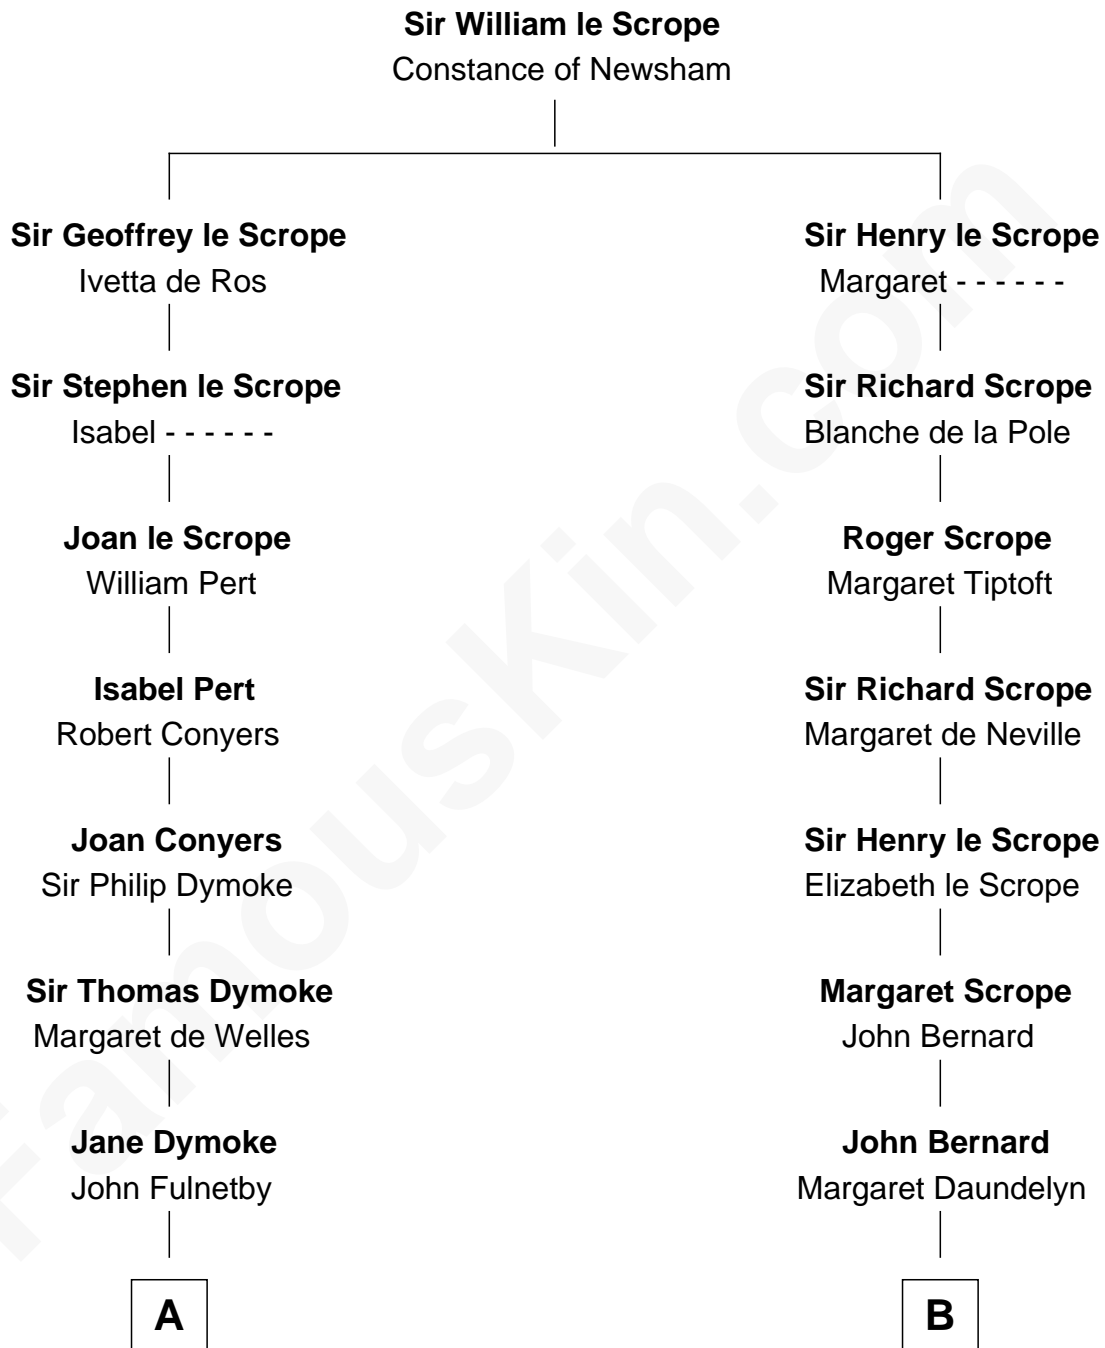 Sir William le Scrope
Constance of Newsham
Sir Geoffrey le Scrope
Ivetta de Ros
Sir Henry le Scrope
Margaret - - - - - -
Sir Stephen le Scrope
Isabel - - - - - -
Sir Richard Scrope
Blanche de la Pole
Joan le Scrope
William Pert
Roger Scrope
Margaret Tiptoft
Isabel Pert
Robert Conyers
Sir Richard Scrope
Margaret de Neville
Joan Conyers
Sir Philip Dymoke
Sir Henry le Scrope
Elizabeth le Scrope
Sir Thomas Dymoke
Margaret de Welles
Margaret Scrope
John Bernard
Jane Dymoke
John Fulnetby
John Bernard
Margaret Daundelyn
A
B
FamousKin.com